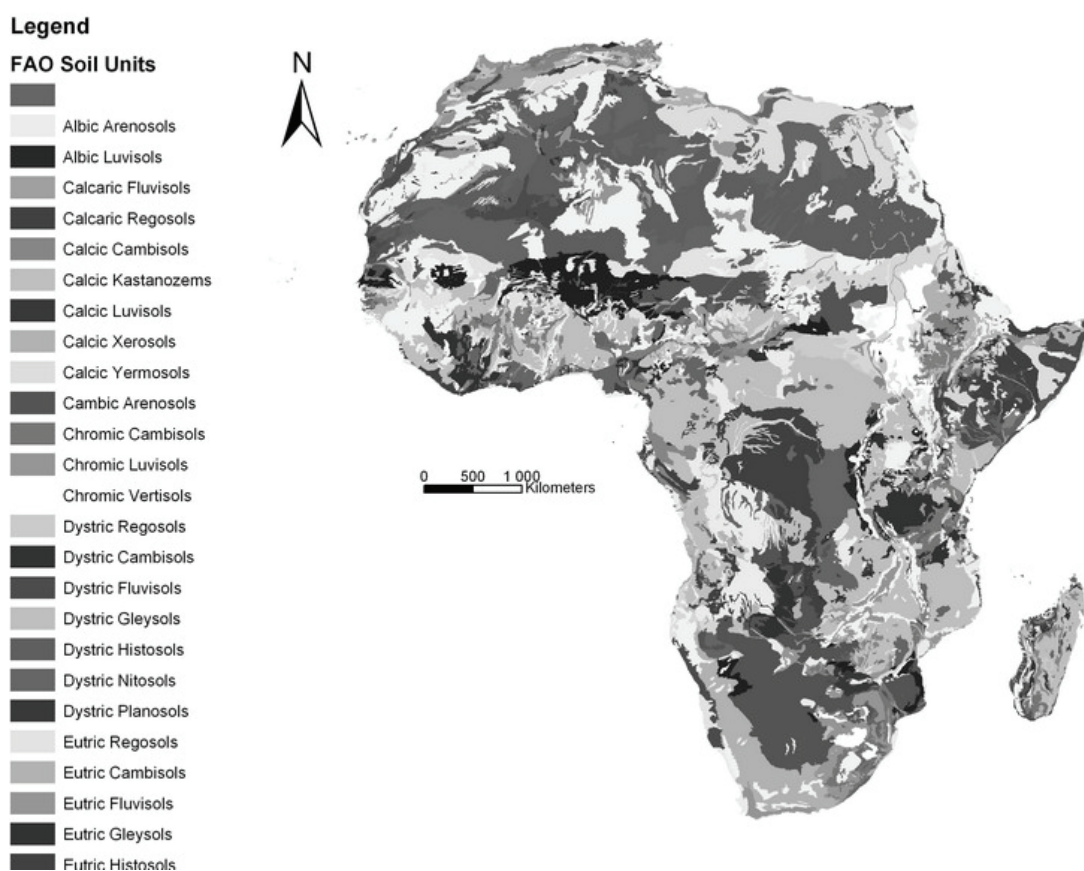 Legend
FAO Soil Units
Albic Arenosols
Albic Luvisols
Calcaric Fluvisols
Calcaric Regosols
Calcic Cambisols
Calcic Kastanozems
Calcic Luvisols
Calcic Xerosols
Calcic Yermosols
Cambic Arenosols
Chromic Cambisols
Chromic Luvisols
Chromic Vertisols
Dystric Regosols
Dystric Cambisols
Dystric Fluvisols
Dystric Gleysols
Dystric Histosols
Dystric Nitosols
Dystric Planosols
Eutric Regosols
Eutric Cambisols
Eutric Fluvisols
Eutric Gleysols
Eutric Histosols
N
0 500 1 000
Kilometers